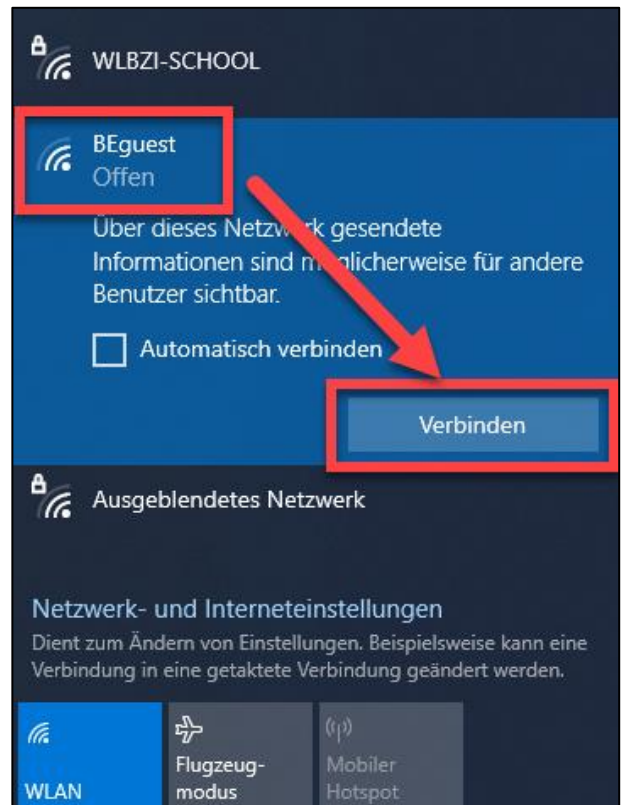 WLBZI-SCHOOL
BEguest
Offen
Über dieses Netzwerk gesendete
Informationen sind möglicherweise für andere
Benutzer sichtbar.
Automatisch verbinden
Verbinden
Ausgeblendetes Netzwerk
Netzwerk- und Interneteinstellungen
Dient zum Ändern von Einstellungen. Beispielsweise kann eine
Verbindung in eine getaktete Verbindung geändert werden.
WLAN
Flugzeug-
modus
Mobiler
Hotspot